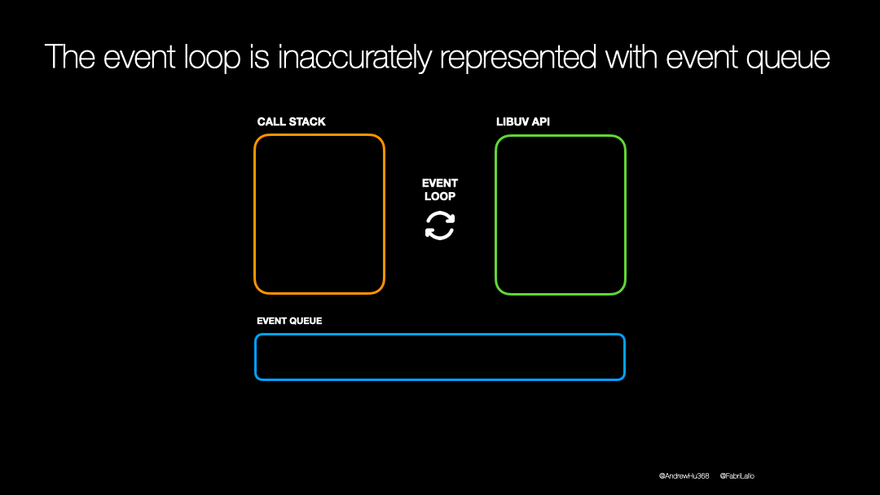 The event loop is inaccurately represented with event queue
CALL STACK
LIBUV API
EVENT
LOOP
EVENT QUEUE
@AndrewHu368 @FabriLallo